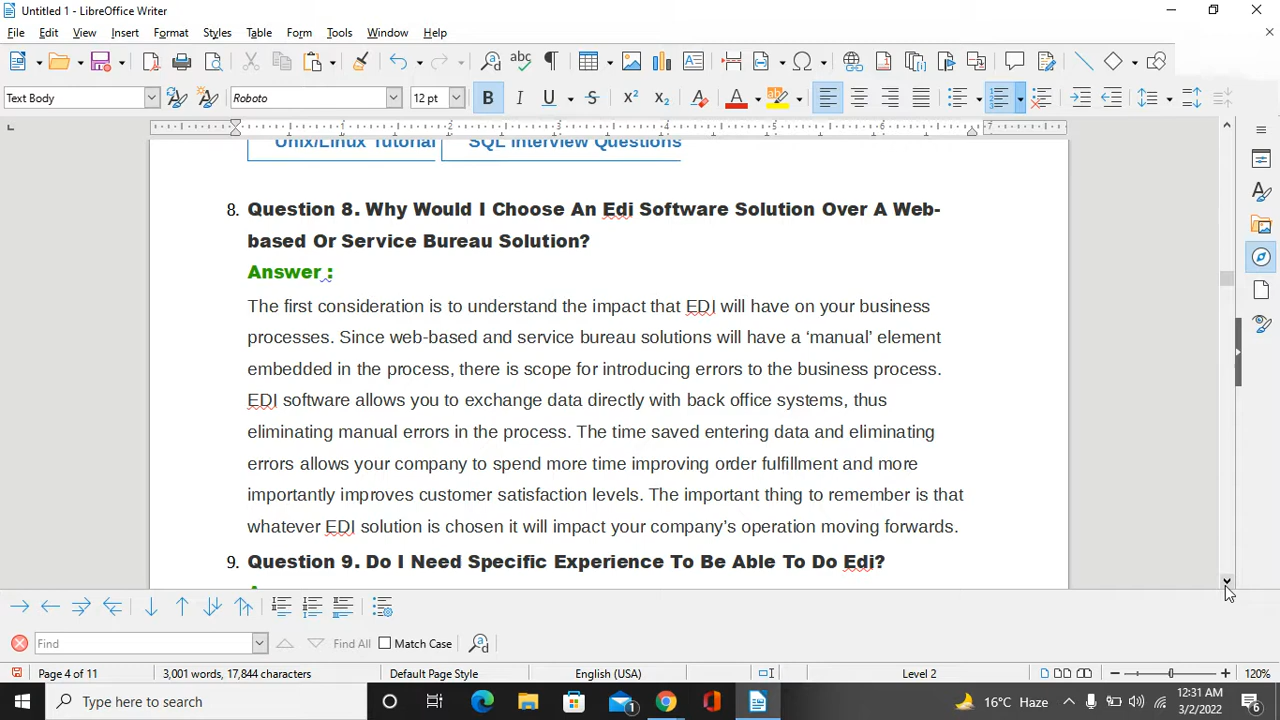 Untitled 1 - LibreOffice Writer
File Edit View Insert Format Styles Table Form Tools Window Help
Text Body Roboto 12 pt
Unix/Linux Tutorial SQL Interview Questions
8. Question 8. Why Would I Choose An Edi Software Solution Over A Web-
based Or Service Bureau Solution?
Answer :
The first consideration is to understand the impact that EDI will have on your business
processes. Since web-based and service bureau solutions will have a ‘manual’ element
embedded in the process, there is scope for introducing errors to the business process.
EDI software allows you to exchange data directly with back office systems, thus
eliminating manual errors in the process. The time saved entering data and eliminating
errors allows your company to spend more time improving order fulfillment and more
importantly improves customer satisfaction levels. The important thing to remember is that
whatever EDI solution is chosen it will impact your company’s operation moving forwards.
9. Question 9. Do I Need Specific Experience To Be Able To Do Edi?
Find Find All Match Case
Page 4 of 11 3,001 words, 17,844 characters Default Page Style English (USA) Level 2 120%
Type here to search 16°C Haze 12:31 AM
3/2/2022